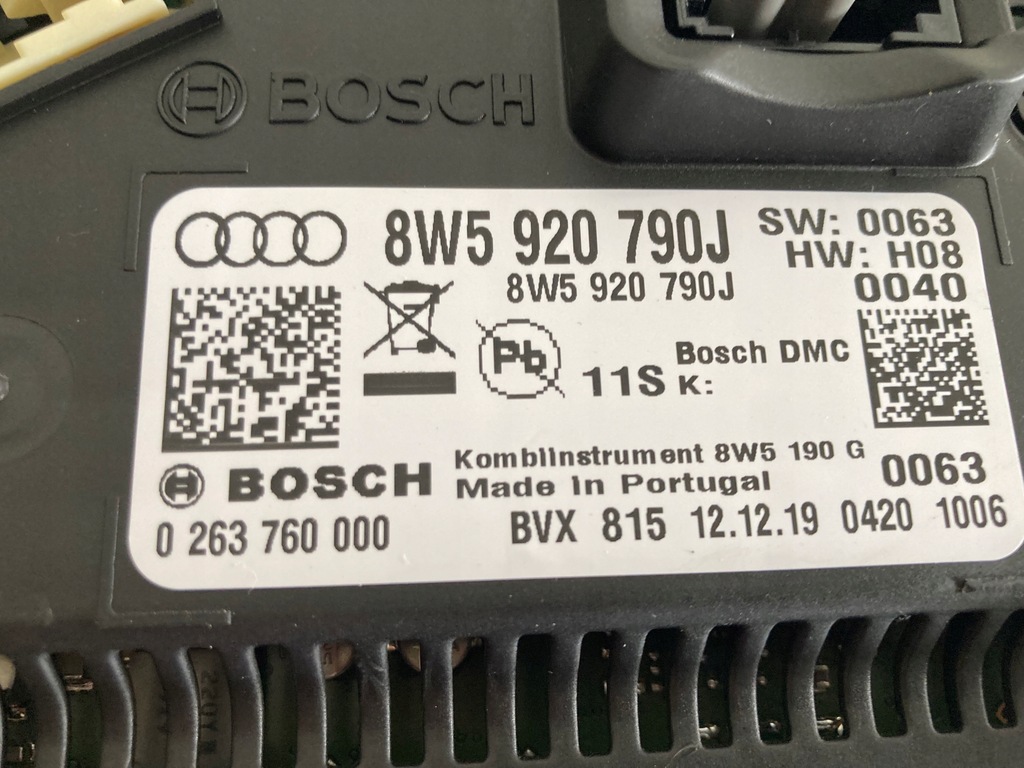 BOSCH
8W5 920 790J
SW: 0063
HW: H08
8W5 920 790J
0040
Pb
11S
Bosch DMC
K:
BOSCH
KombiInstrument 8W5 190 G
0063
Made In Portugal
0 263 760 000
BVX 815 12.12.19 0420 1006